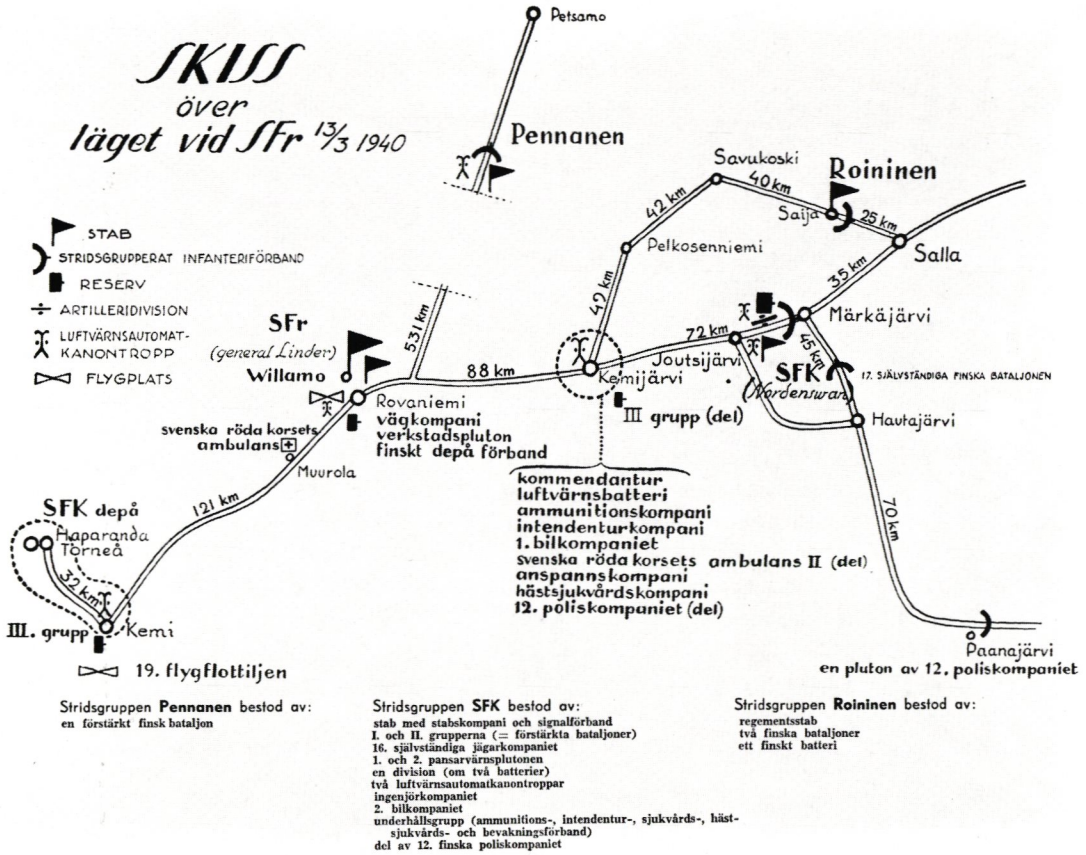 SKISS
över
läget vid SFr 13/3 1940
Petsamo
Pennanen
STAB
STRIDSGRUPPERAT INFANTERIFÖRBAND
RESERV
ARTILLERIDIVISION
LUFTVÄRNSAUTOMAT-
KANONTROPP
FLYGPLATS
Savukoski
40 km
Roininen
Saija
25 km
Salla
42 km
Pelkosenniemi
42 km
35 km
Märkäjärvi
531 km
SFr
(general Linder)
Willamo
88 km
Kemijärvi
72 km
Joutsijärvi
45 km
SFK
(Nordenswan)
17. SJÄLVSTÄNDIGA FINSKA BATALJONEN
Hautajärvi
III grupp (del)
Rovaniemi
vägkompani
verkstadspluton
finskt depå förband
svenska röda korsets
ambulans
Muurola
121 km
kommendantur
luftvärnsbatteri
ammunitionskompani
intendenturkompani
1. bilkompaniet
svenska röda korsets ambulans II (del)
anspannskompani
hästsjukvårdskompani
12. poliskompaniet (del)
70 km
SFK depå
Haparanda
Torneå
32 km
III. grupp
Kemi
19. flygflottiljen
Paanajärvi
en pluton av 12. poliskompaniet
Stridsgruppen Pennanen bestod av:
en förstärkt finsk bataljon
Stridsgruppen SFK bestod av:
stab med stabskompani och signalförband
I. och II. grupperna (= förstärkta bataljoner)
16. självständiga jägarkompaniet
1. och 2. pansarvärnsplutonen
en division (om två batterier)
två luftvärnsautomatkanontroppar
ingenjörkompaniet
2. bilkompaniet
underhållsgrupp (ammunitions-, intendentur-, sjukvårds-, häst-
sjukvårds- och bevakningsförband)
del av 12. finska poliskompaniet
Stridsgruppen Roininen bestod av:
regementsstab
två finska bataljoner
ett finskt batteri